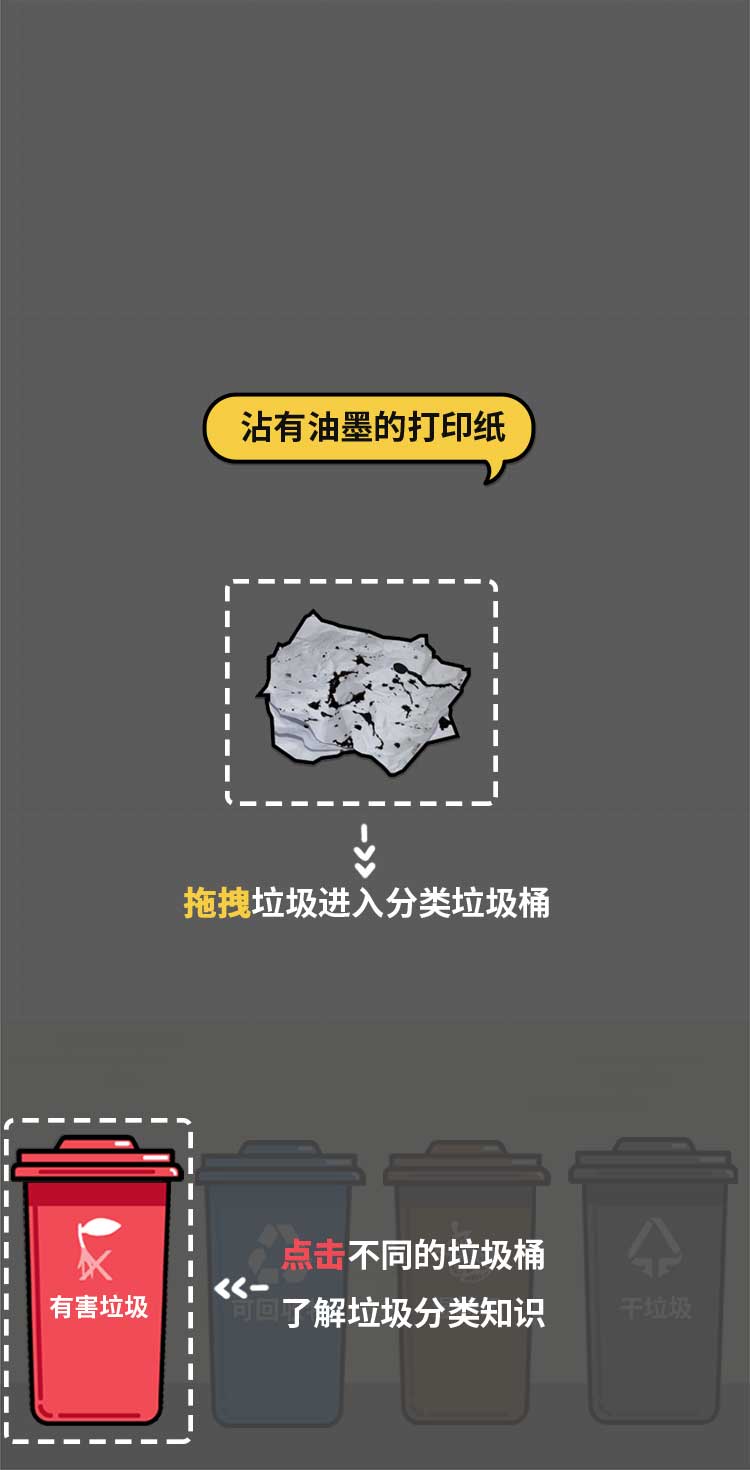 沾有油墨的打印纸
拖拽垃圾进入分类垃圾桶
点击不同的垃圾桶
了解垃圾分类知识
有害垃圾
可回
干垃圾